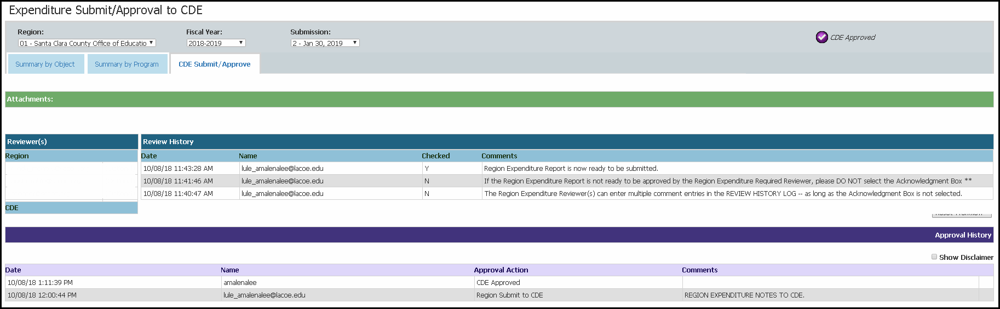 Expenditure Submit/Approval to CDE
Region: Fiscal Year: Submission:
01 - Santa Clara County Office of Educatio 2018-2019 2 - Jan 30, 2019 CDE Approved
Summary by Object Summary by Program CDE Submit/Approve
Attachments:
Reviewer(s) Review History
Region Date Name Checked Comments
10/08/18 11:43:28 AM lule_amalenalee@lacoe.edu Y Region Expenditure Report is now ready to be submitted.
10/08/18 11:41:46 AM lule_amalenalee@lacoe.edu N If the Region Expenditure Report is not ready to be approved by the Region Expenditure Required Reviewer, please DO NOT select the Acknowledgment Box **
10/08/18 11:40:47 AM lule_amalenalee@lacoe.edu N The Region Expenditure Reviewer(s) can enter multiple comment entries in the REVIEW HISTORY LOG -- as long as the Acknowledgment Box is not selected.
CDE
Approval History
Show Disclaimer
Date Name Approval Action Comments
10/08/18 1:11:39 PM amalenalee CDE Approved
10/08/18 12:00:44 PM lule_amalenalee@lacoe.edu Region Submit to CDE REGION EXPENDITURE NOTES TO CDE.